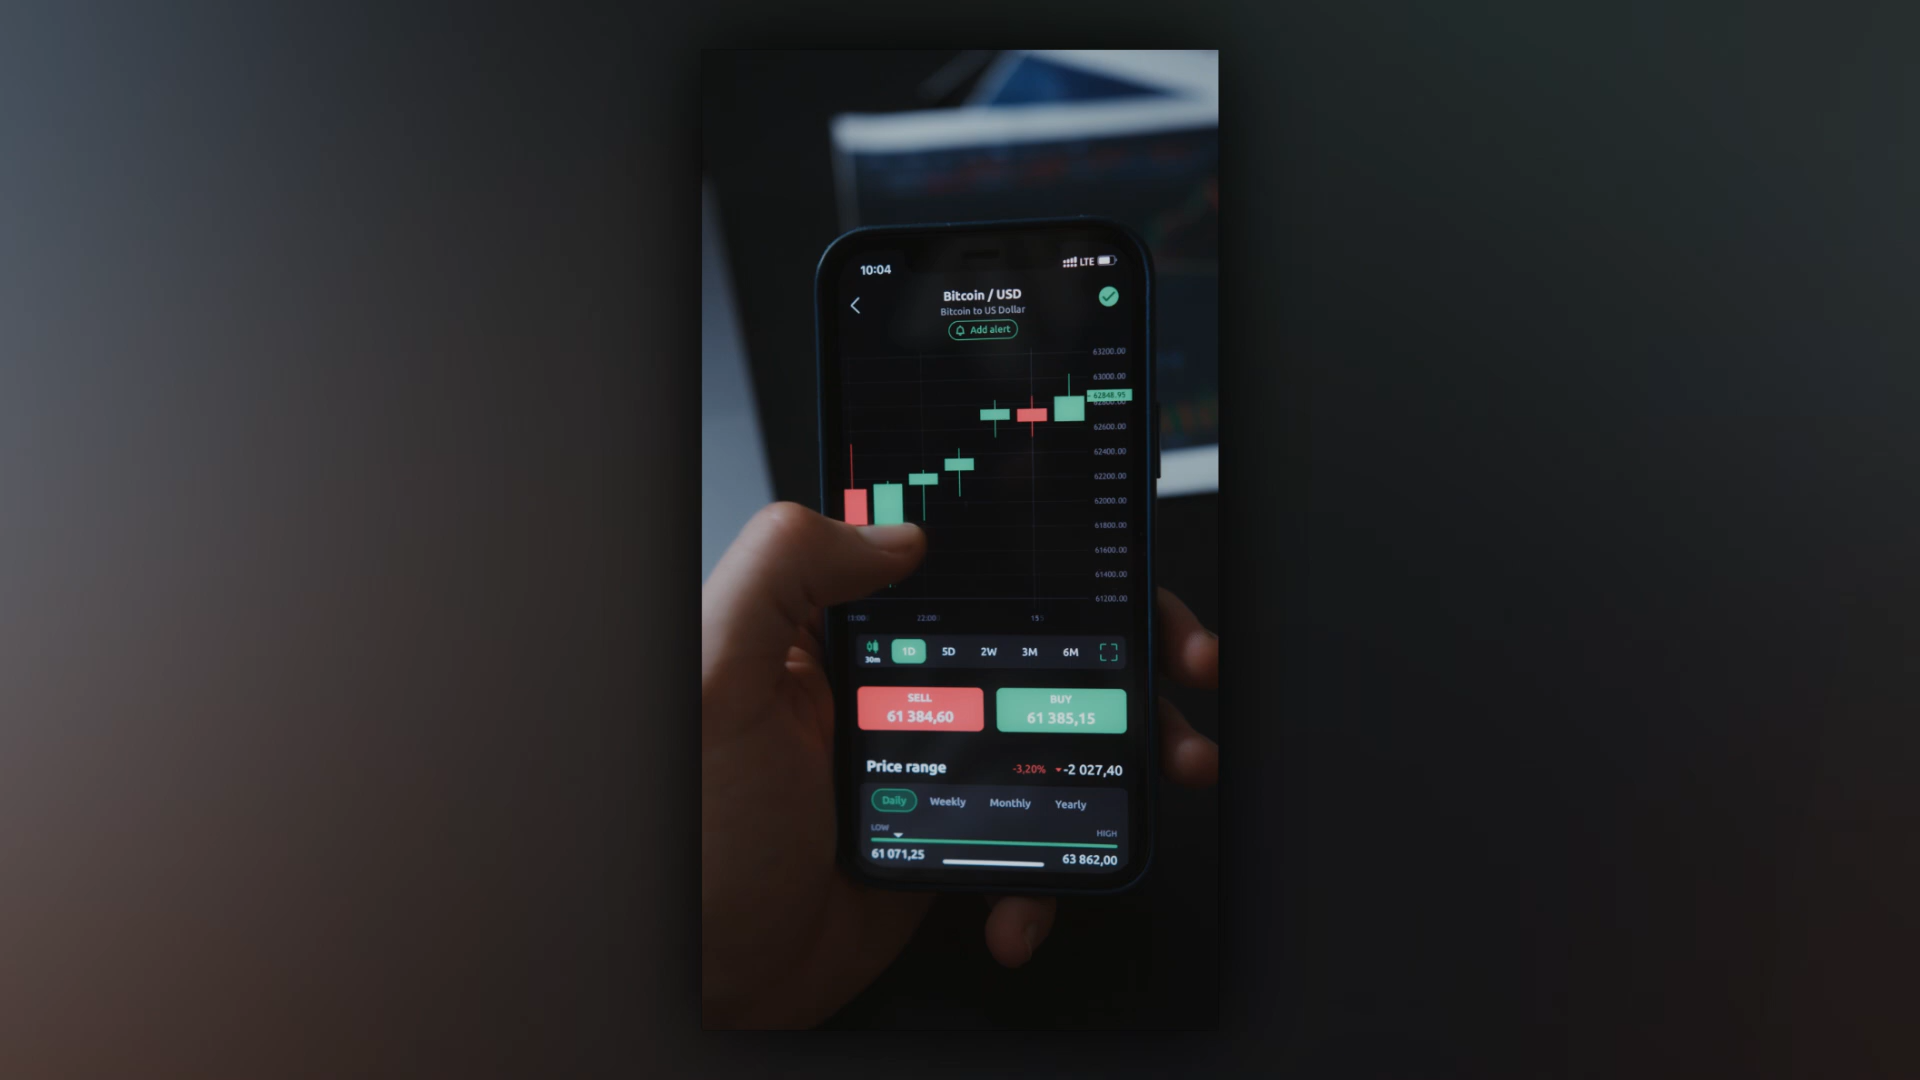 10:04
LTE
Bitcoin / USD
Bitcoin to US Dollar
Add alert
63200.00
63000.00
62848.95
62600.00
62400.00
62200.00
62000.00
61800.00
61600.00
61400.00
61200.00
22:00
15
30m 1D 5D 2W 3M 6M
SELL BUY
61 384,60 61 385,15
Price range -3,20% -2 027,40
Daily Weekly Monthly Yearly
LOW HIGH
61 071,25 63 862,00